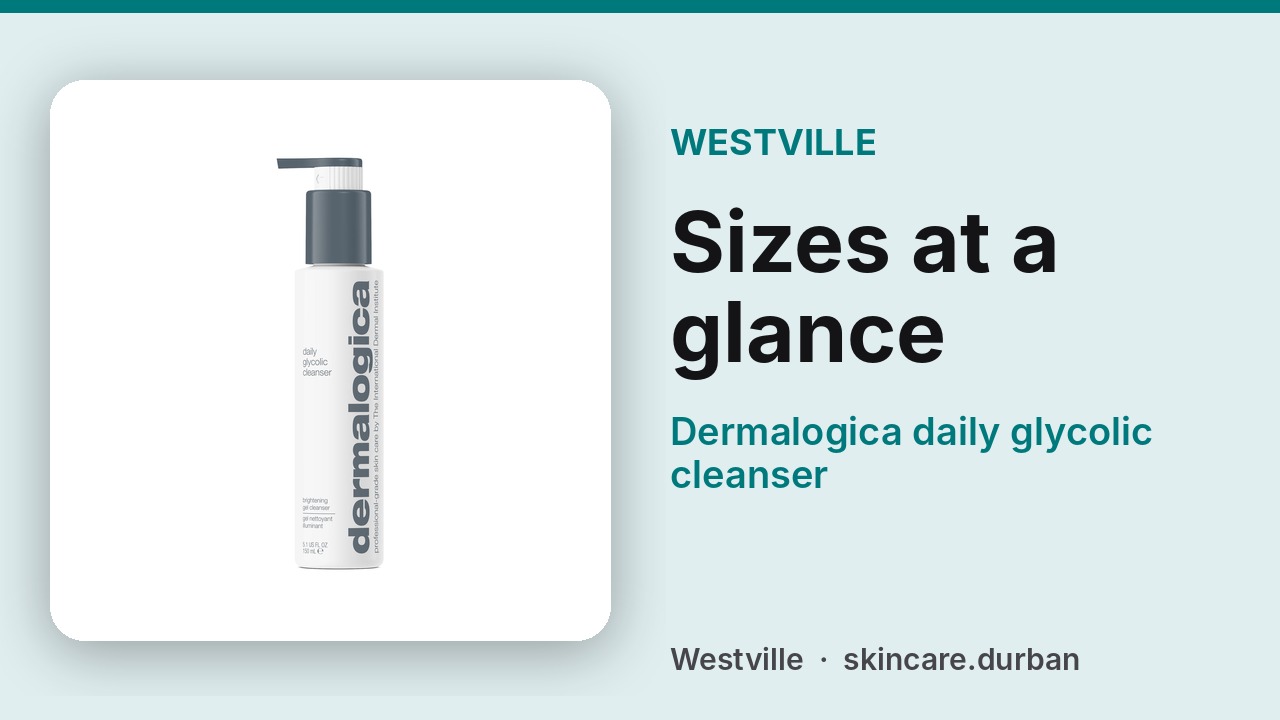 WESTVILLE
Sizes at a
glance
Dermalogica daily glycolic
cleanser
Westville · skincare.durban
daily
glycolic
cleanser
dermalogica
professional-grade skin care by The International Dermal Institute
brightening
gel cleanser
gel nettoyant
illuminant
5.1 US FL OZ
150 mL ℮